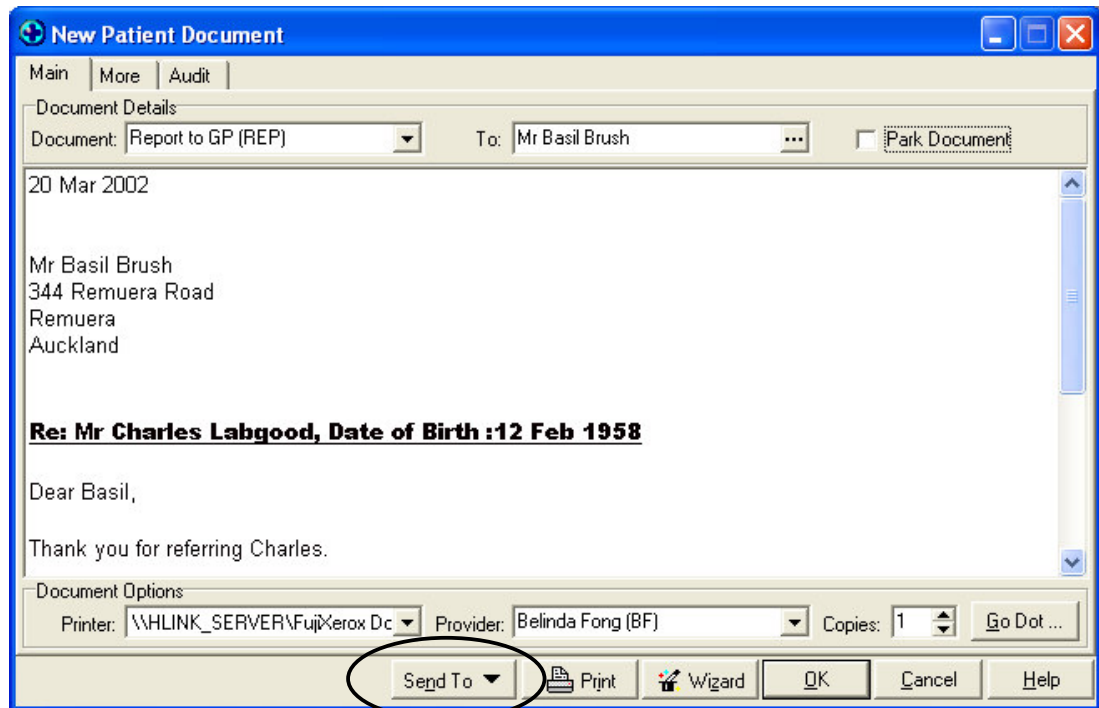 New Patient Document
Main More Audit
Document Details
Document: Report to GP (REP) To: Mr Basil Brush ... Park Document
20 Mar 2002
Mr Basil Brush
344 Remuera Road
Remuera
Auckland
Re: Mr Charles Labgood, Date of Birth :12 Feb 1958
Dear Basil,
Thank you for referring Charles.
Document Options
Printer: \\HLINK_SERVER\FujiXerox Dc Provider: Belinda Fong (BF) Copies: 1 Go Dot ...
Send To Print Wizard OK Cancel Help